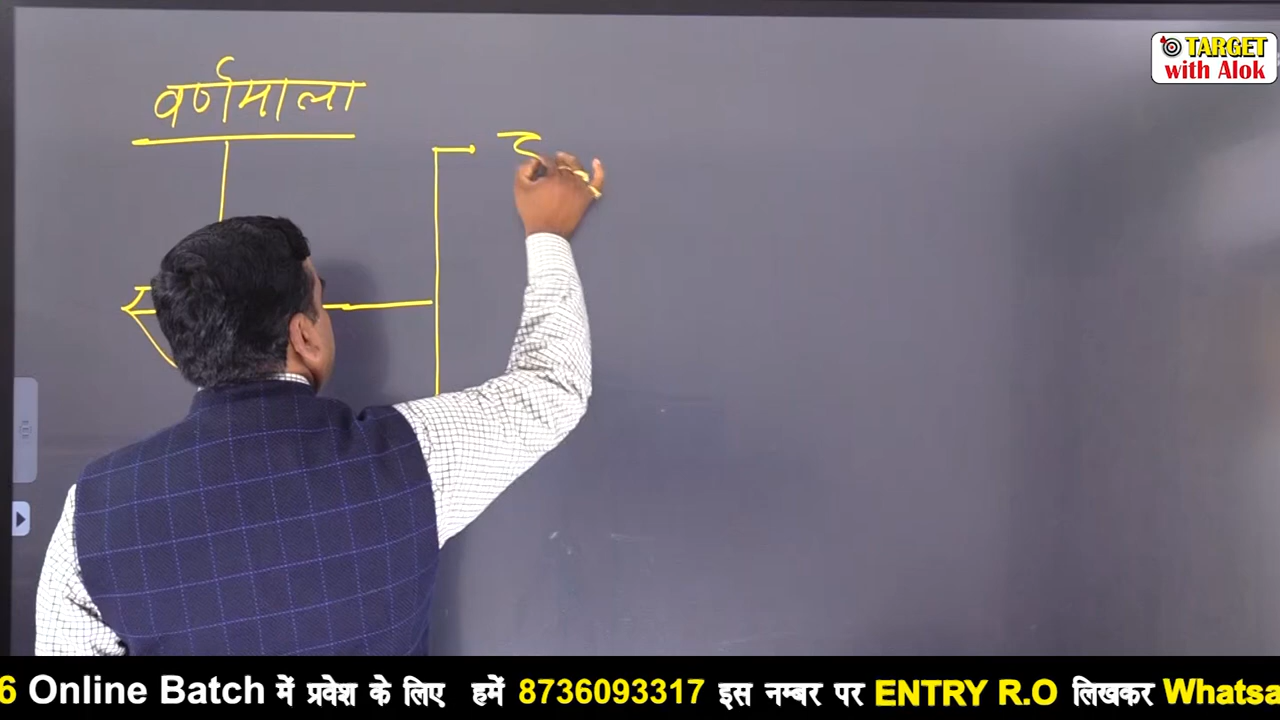 TARGET
with Alok
वर्णमाला
6 Online Batch में प्रवेश के लिए हमें 8736093317 इस नम्बर पर ENTRY R.O लिखकर Whatsa